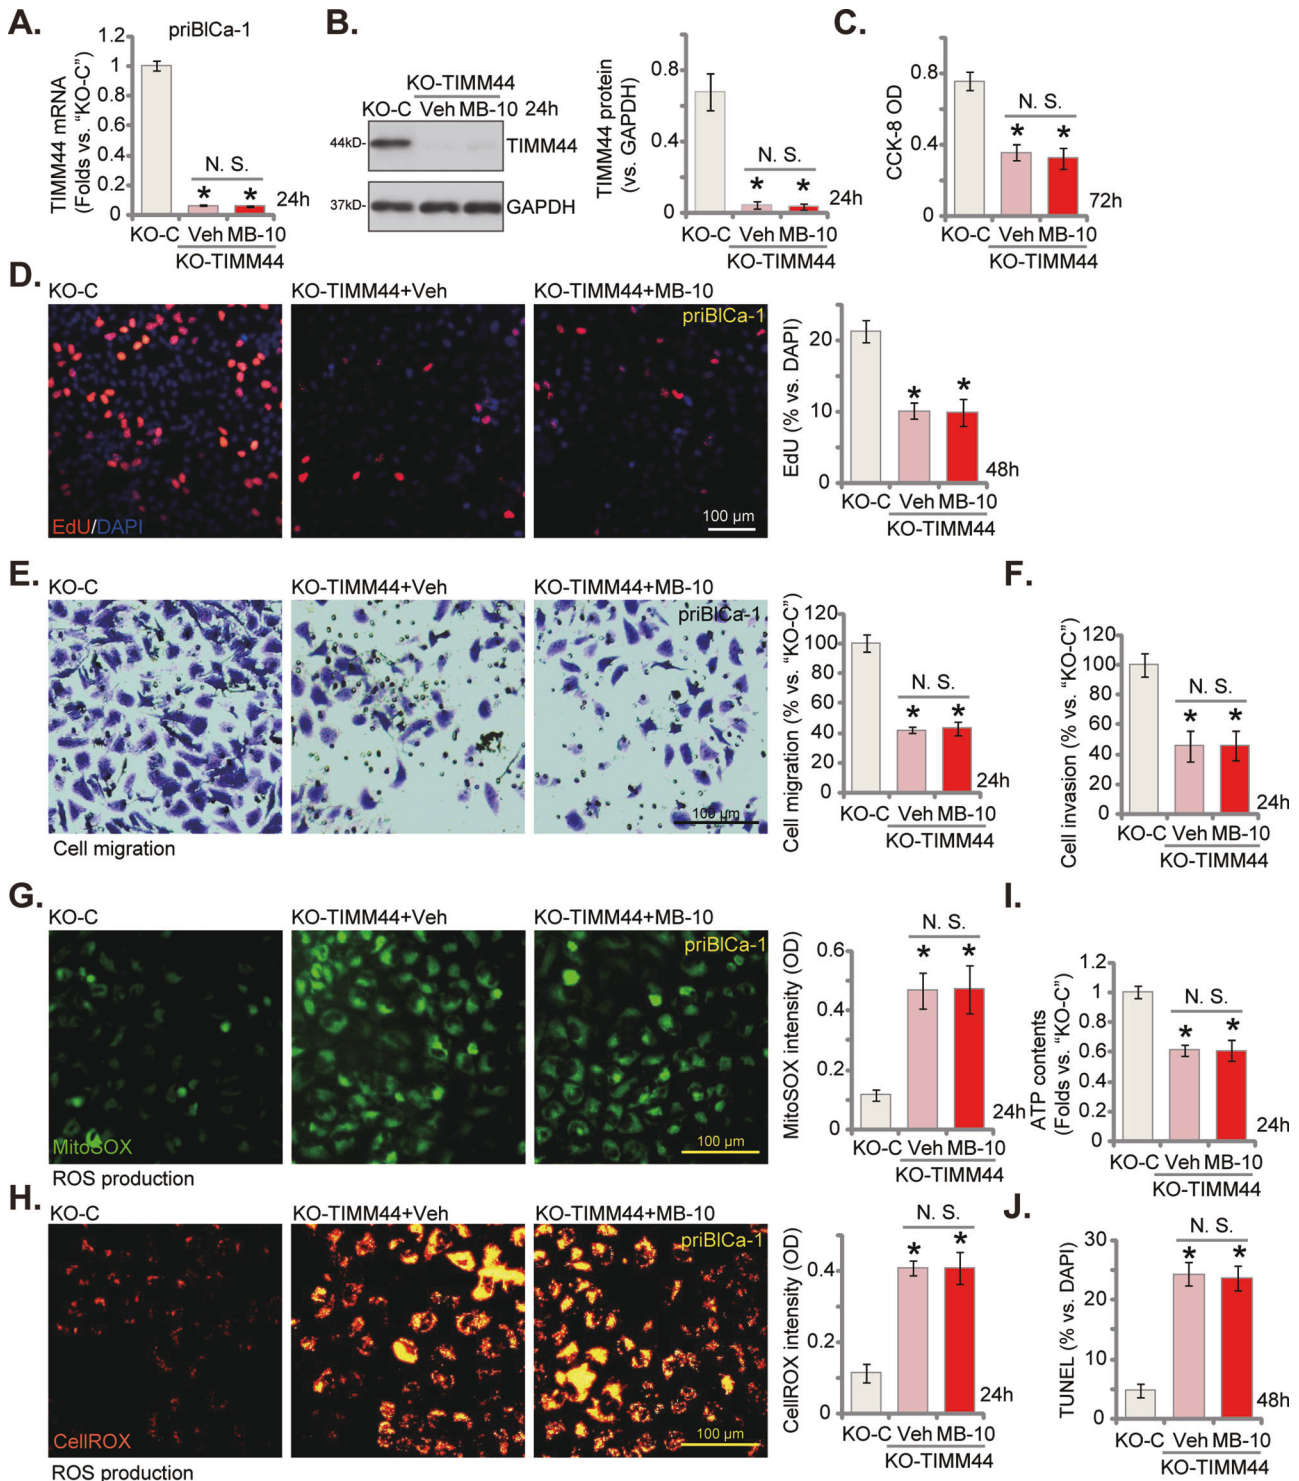 A.
priBlCa-1
TIMM44 mRNA
(Folds vs. “KO-C”)
1.2
1
0.8
0.6
0.4
0.2
0
N. S.
* *
24h
KO-C Veh MB-10
KO-TIMM44
B.
KO-TIMM44
KO-C Veh MB-10 24h
44kD- TIMM44
37kD- GAPDH
TIMM44 protein
(vs. GAPDH)
0.8
0.4
0
N. S.
* *
24h
KO-C Veh MB-10
KO-TIMM44
C.
CCK-8 OD
0.8
0.4
0
N. S.
* *
72h
KO-C Veh MB-10
KO-TIMM44
D.
KO-C KO-TIMM44+Veh KO-TIMM44+MB-10
priBlCa-1
EdU/DAPI
100 µm
EdU (% vs. DAPI)
20
10
0
* *
48h
KO-C Veh MB-10
KO-TIMM44
E.
KO-C KO-TIMM44+Veh KO-TIMM44+MB-10
priBlCa-1
100 µm
Cell migration
Cell migration (% vs. “KO-C”)
120
100
80
60
40
20
0
N. S.
* *
24h
KO-C Veh MB-10
KO-TIMM44
F.
Cell invasion (% vs. “KO-C”)
120
100
80
60
40
20
0
N. S.
* *
24h
KO-C Veh MB-10
KO-TIMM44
G.
KO-C KO-TIMM44+Veh KO-TIMM44+MB-10
priBlCa-1
MitoSOX
100 µm
ROS production
MitoSOX intensity (OD)
0.6
0.4
0.2
0
N. S.
* *
24h
KO-C Veh MB-10
KO-TIMM44
I.
ATP contents
(Folds vs. “KO-C”)
1.2
1
0.8
0.6
0.4
0.2
0
N. S.
* *
24h
KO-C Veh MB-10
KO-TIMM44
H.
KO-C KO-TIMM44+Veh KO-TIMM44+MB-10
priBlCa-1
CellROX
100 µm
ROS production
CellROX intensity (OD)
0.4
0.2
0
N. S.
* *
24h
KO-C Veh MB-10
KO-TIMM44
J.
TUNEL (% vs. DAPI)
30
20
10
0
N. S.
* *
48h
KO-C Veh MB-10
KO-TIMM44